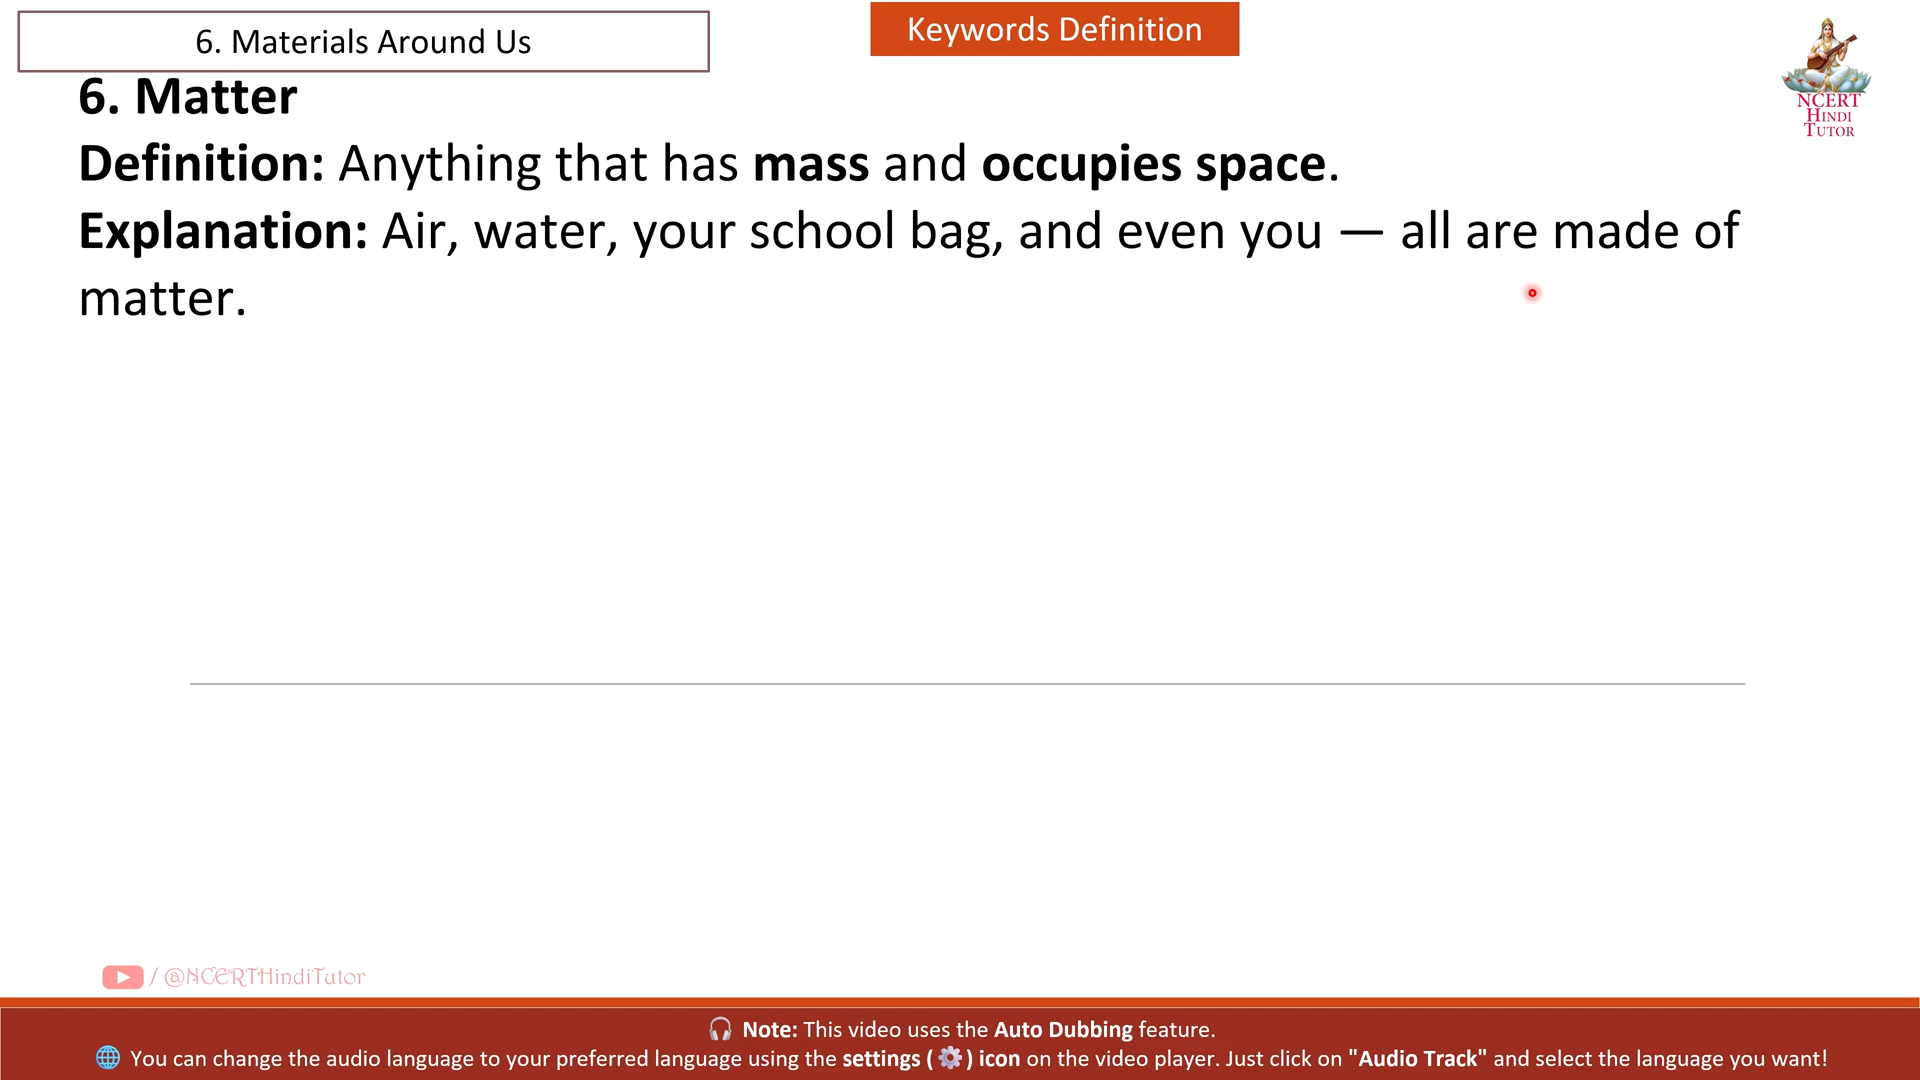 6. Materials Around Us
Keywords Definition
NCERT
HINDI
TUTOR
6. Matter
Definition: Anything that has mass and occupies space.
Explanation: Air, water, your school bag, and even you — all are made of
matter.
/ @NCERTHindiTutor
🎧 Note: This video uses the Auto Dubbing feature.
🌐 You can change the audio language to your preferred language using the settings ( ⚙️ ) icon on the video player. Just click on "Audio Track" and select the language you want!